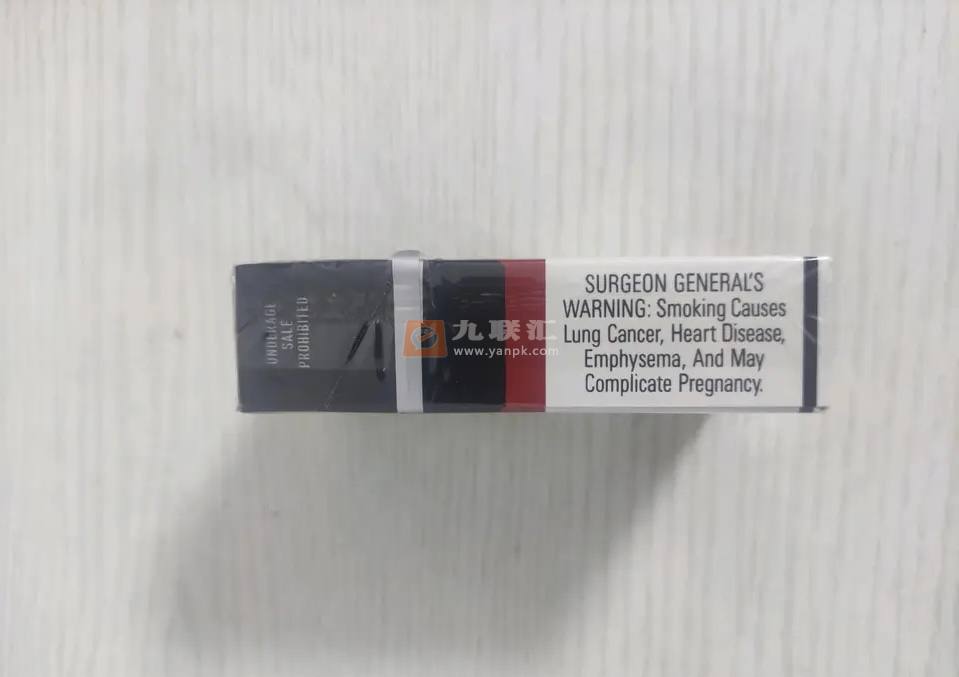 UNDERAGE
SALE
PROHIBITED
九联汇
www.yanpk.com
SURGEON GENERAL'S
WARNING: Smoking Causes
Lung Cancer, Heart Disease,
Emphysema, And May
Complicate Pregnancy.